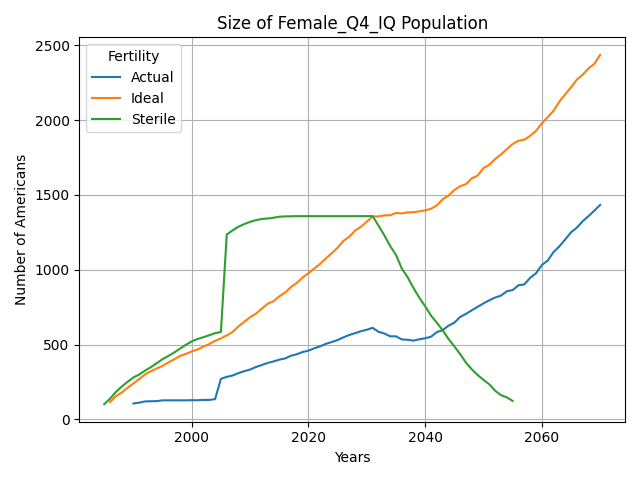 Size of Female_Q4_IQ Population
Number of Americans
2500
2000
1500
1000
500
0
Fertility
Actual
Ideal
Sterile
2000
2020
2040
2060
Years